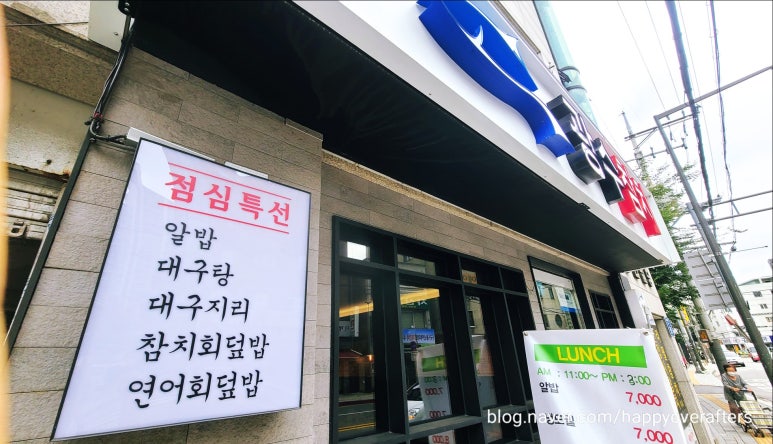 점심특선
알밥
대구탕
대구지리
참치회덮밥
연어회덮밥
LUNCH
AM : 11:00~ PM : 3:00
알밥
7,000
7,000
blog.naver.com/happyeverafters